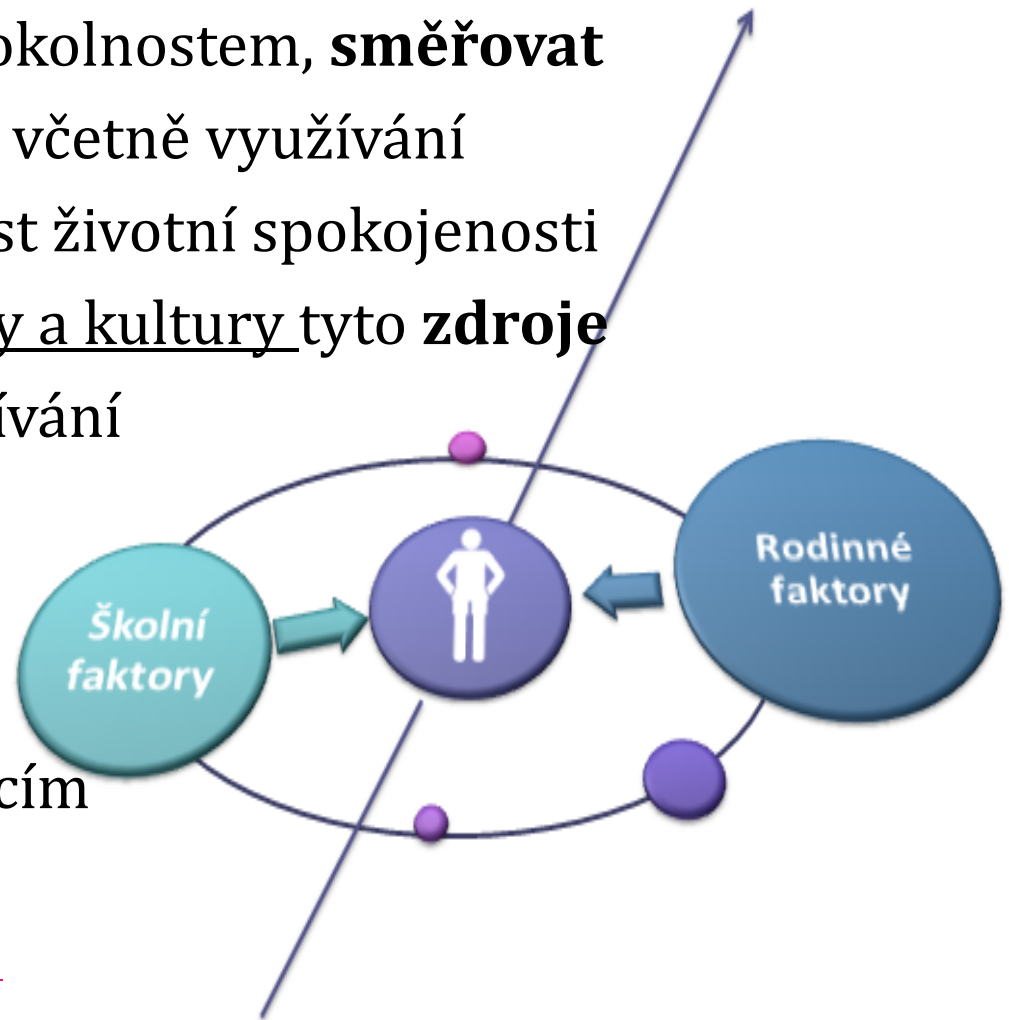 okolnostem, směřovat
včetně využívání
st životní spokojenosti
y a kultury tyto zdroje
ívání
Rodinné
faktory
Školní
faktory
cím